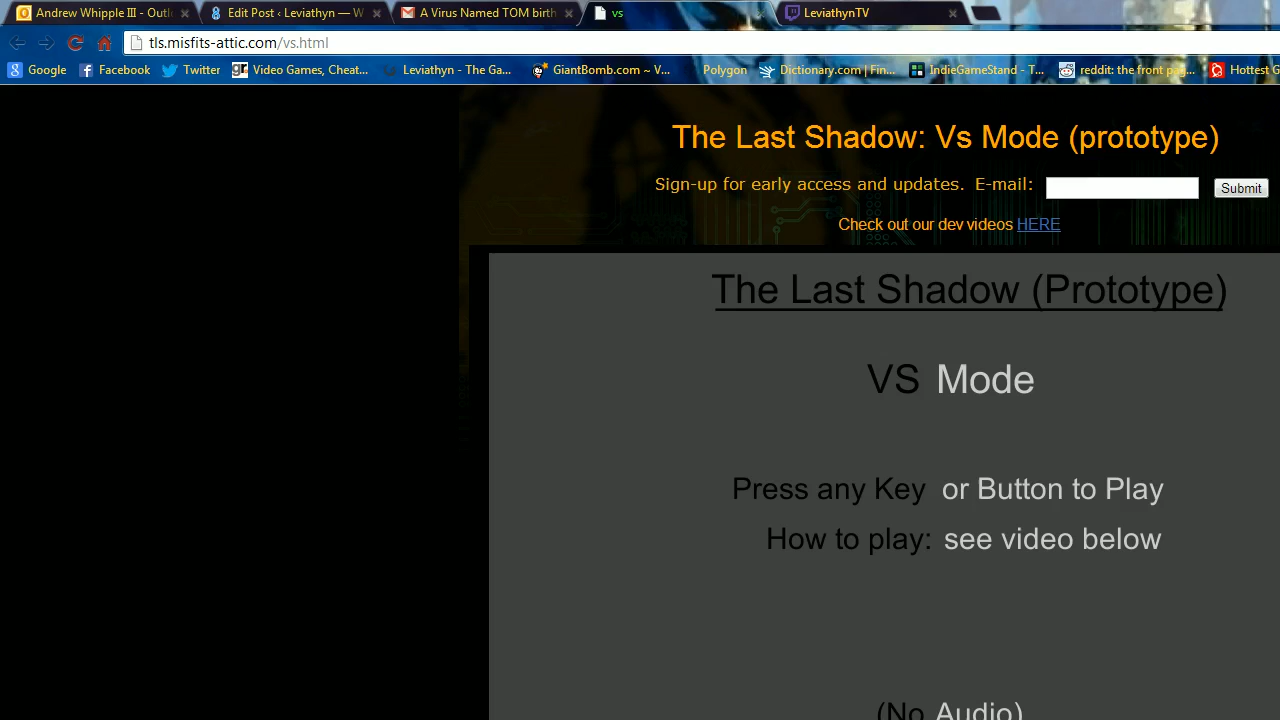 Andrew Whipple III - Outl
Edit Post ‹ Leviathyn — W
A Virus Named TOM birth
vs
LeviathynTV
tls.misfits-attic.com/vs.html
Google
Facebook
Twitter
Video Games, Cheat...
Leviathyn - The Ga...
GiantBomb.com ~ V...
Polygon
Dictionary.com | Fin...
IndieGameStand - T...
reddit: the front pag...
Hottest G
The Last Shadow: Vs Mode (prototype)
Sign-up for early access and updates. E-mail:
Submit
Check out our dev videos HERE
The Last Shadow (Prototype)
VS Mode
Press any Key or Button to Play
How to play: see video below
(No Audio)